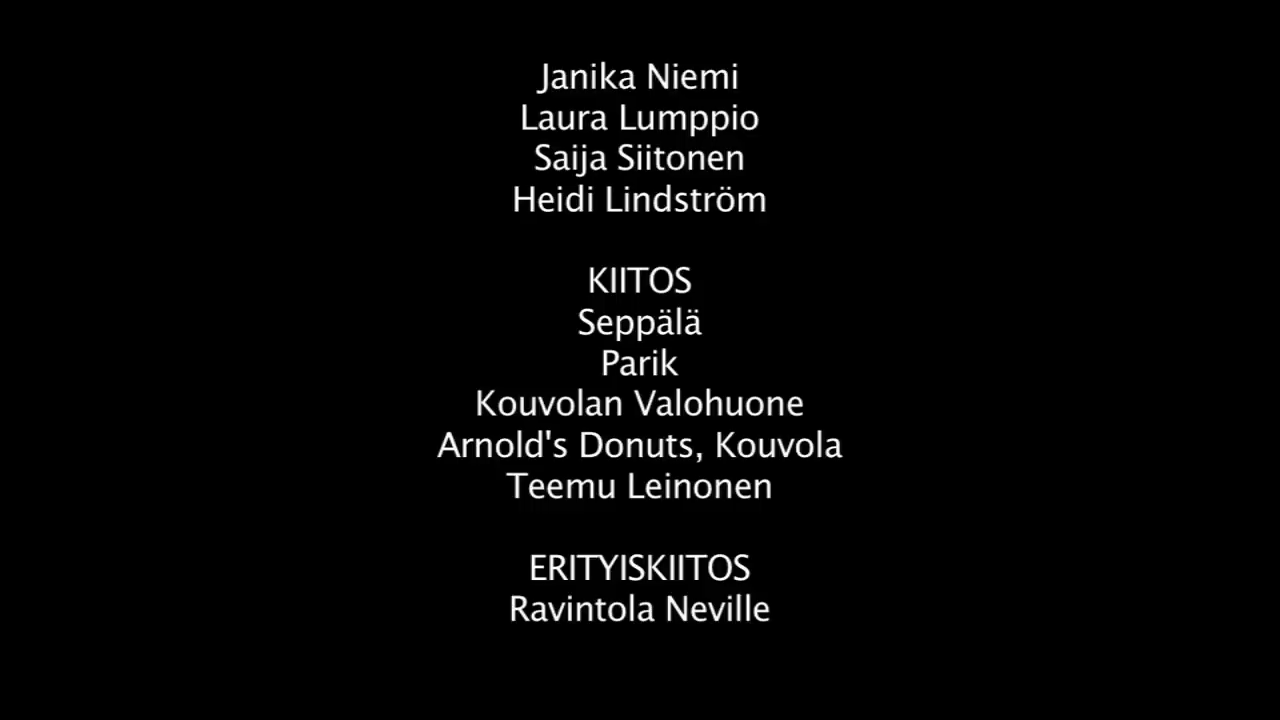 Janika Niemi
Laura Lumppio
Saija Siitonen
Heidi Lindström
KIITOS
Seppälä
Parik
Kouvolan Valohuone
Arnold's Donuts, Kouvola
Teemu Leinonen
ERITYISKIITOS
Ravintola Neville